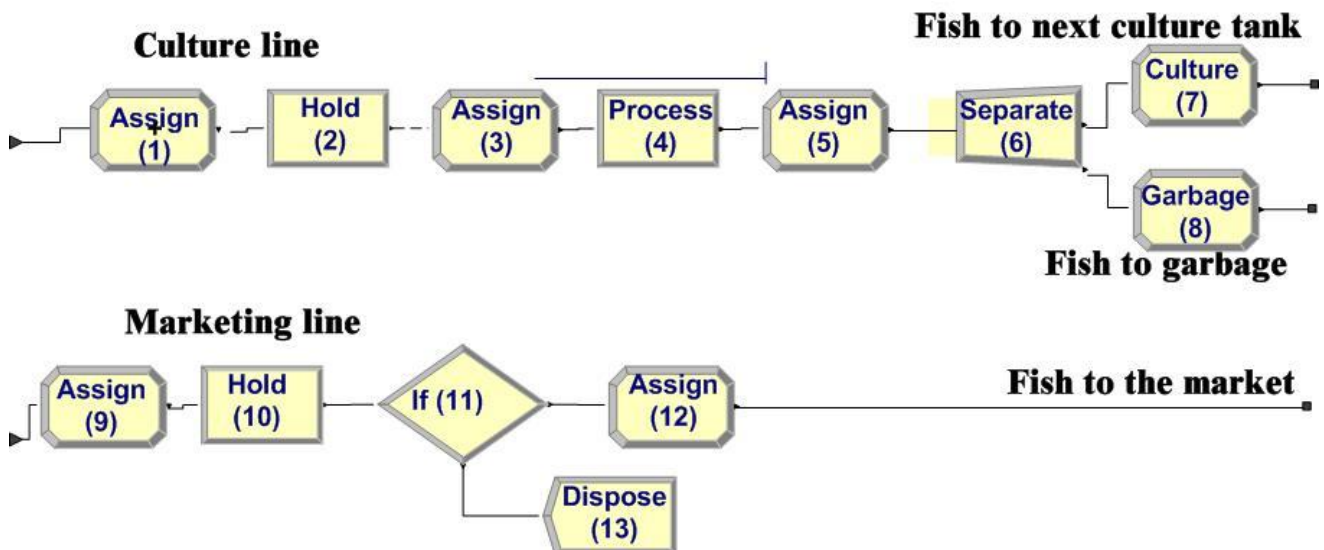 Culture line
Fish to next culture tank
Assign
(1)
Hold
(2)
Assign
(3)
Process
(4)
Assign
(5)
Separate
(6)
Culture
(7)
Garbage
(8)
Fish to garbage
Marketing line
Assign
(9)
Hold
(10)
If (11)
Assign
(12)
Fish to the market
Dispose
(13)